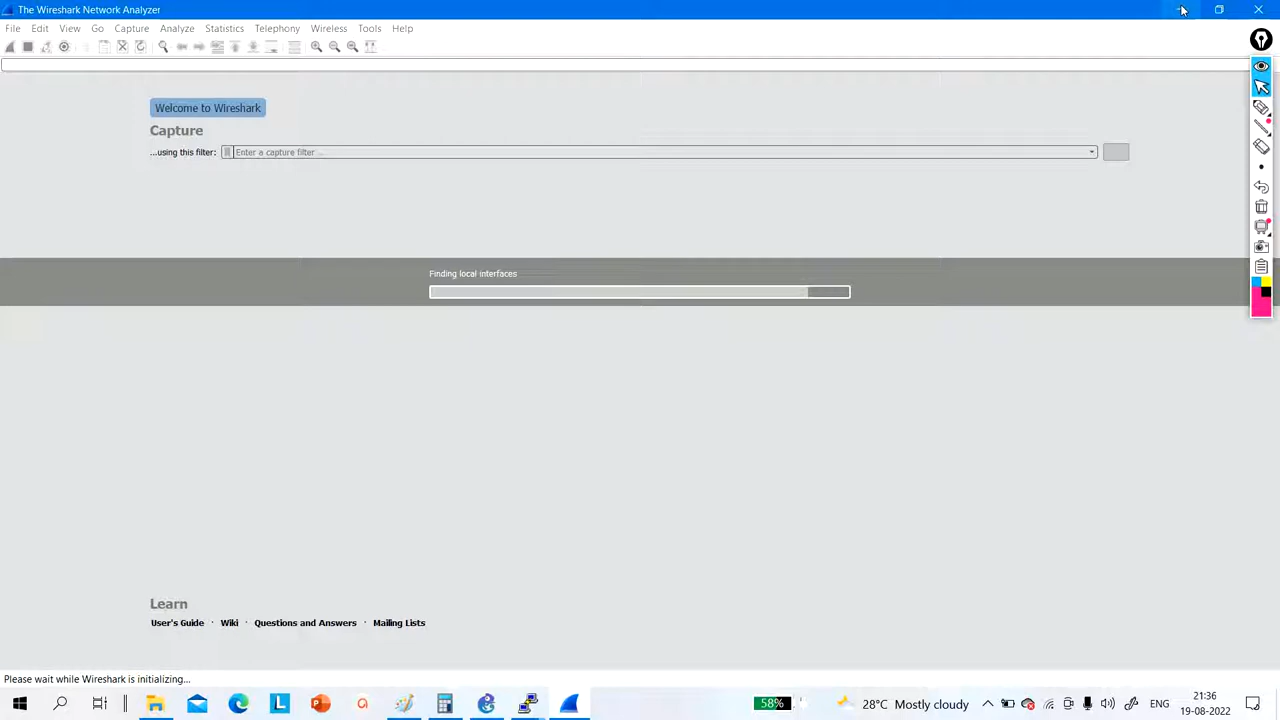 The Wireshark Network Analyzer
File Edit View Go Capture Analyze Statistics Telephony Wireless Tools Help
Welcome to Wireshark
Capture
...using this filter: Enter a capture filter ...
Finding local interfaces
Learn
User's Guide · Wiki · Questions and Answers · Mailing Lists
Please wait while Wireshark is initializing...
58% 28°C Mostly cloudy ENG
21:36
19-08-2022